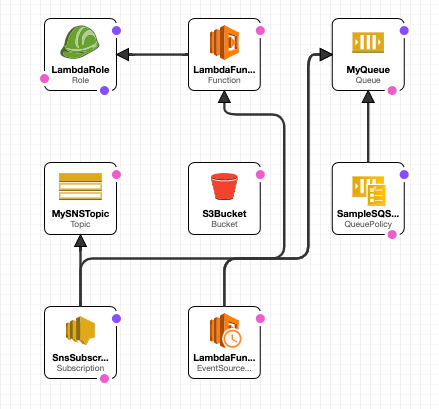 LambdaRole
Role
LambdaFun...
Function
MyQueue
Queue
MySNSTopic
Topic
S3Bucket
Bucket
SampleSQS...
QueuePolicy
SnsSubscr...
Subscription
LambdaFun...
EventSource...